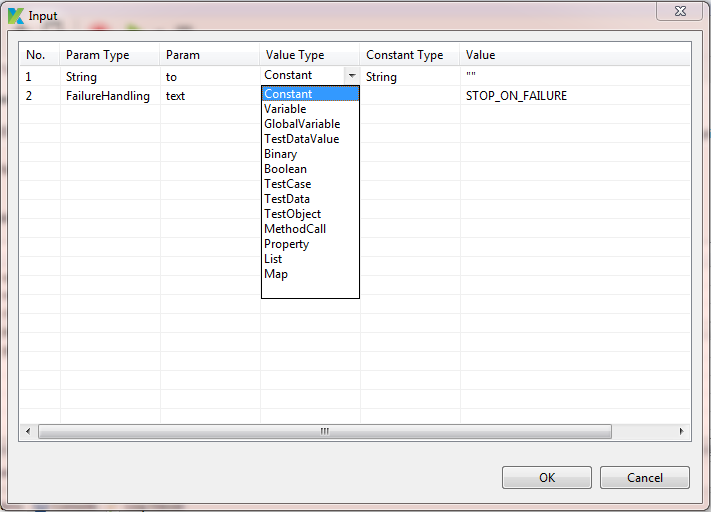 Input
No. Param Type Param Value Type Constant Type Value
1 String to Constant String ""
2 FailureHandling text STOP_ON_FAILURE
Constant
Variable
GlobalVariable
TestDataValue
Binary
Boolean
TestCase
TestData
TestObject
MethodCall
Property
List
Map
OK Cancel